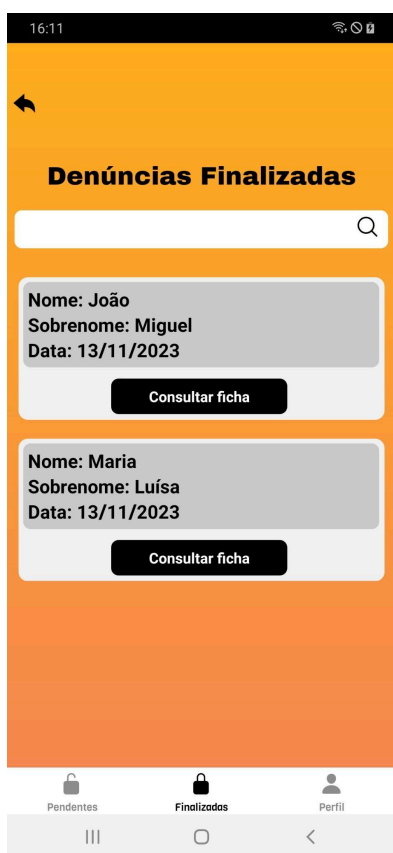 16:11
Denúncias Finalizadas
Nome: João
Sobrenome: Miguel
Data: 13/11/2023
Consultar ficha
Nome: Maria
Sobrenome: Luísa
Data: 13/11/2023
Consultar ficha
Pendentes Finalizadas Perfil